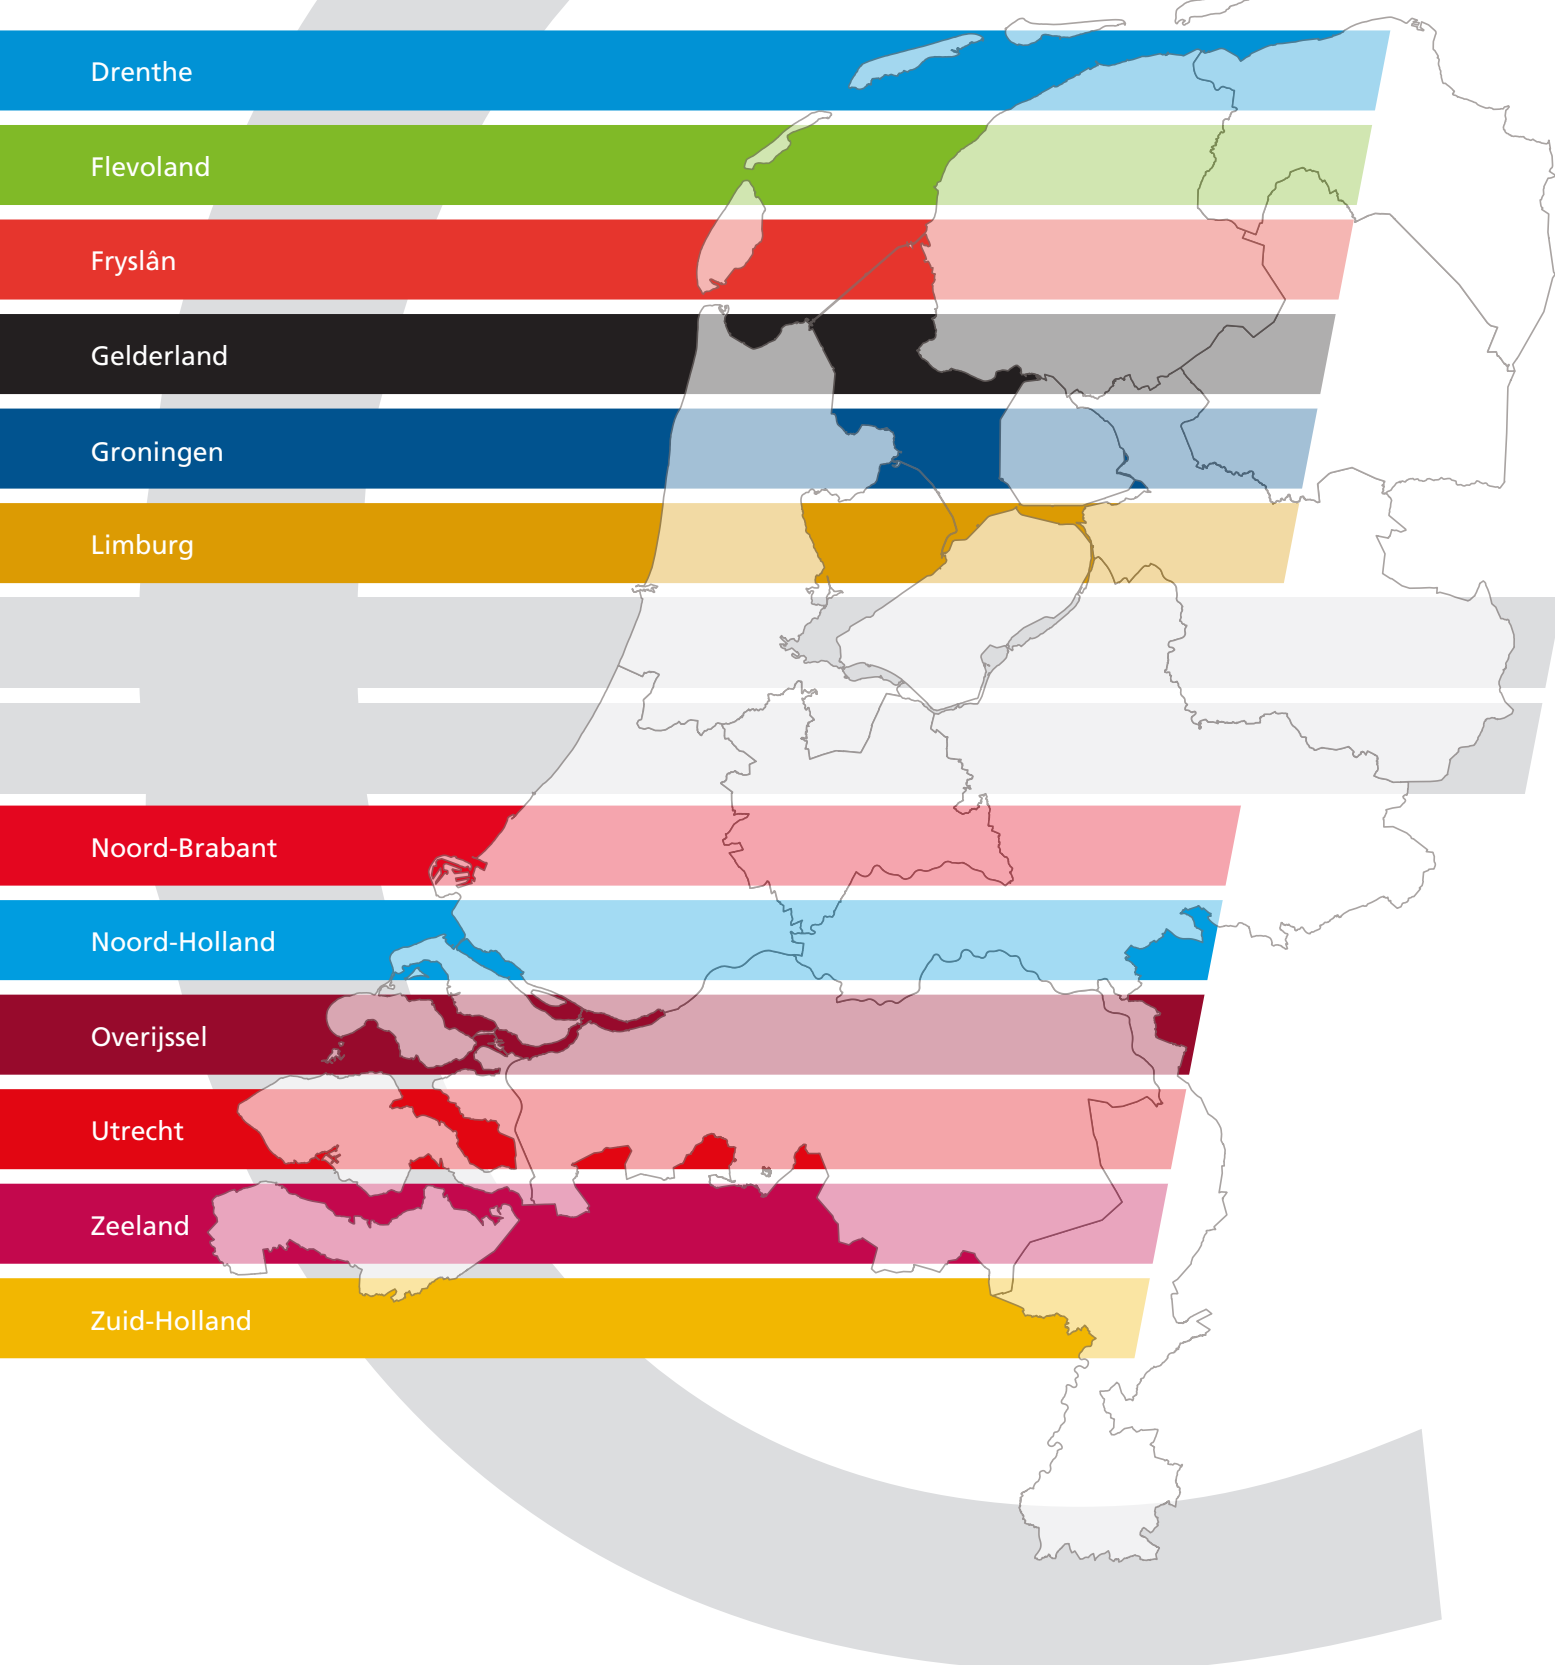 Drenthe
Flevoland
Fryslân
Gelderland
Groningen
Limburg
Noord-Brabant
Noord-Holland
Overijssel
Utrecht
Zeeland
Zuid-Holland